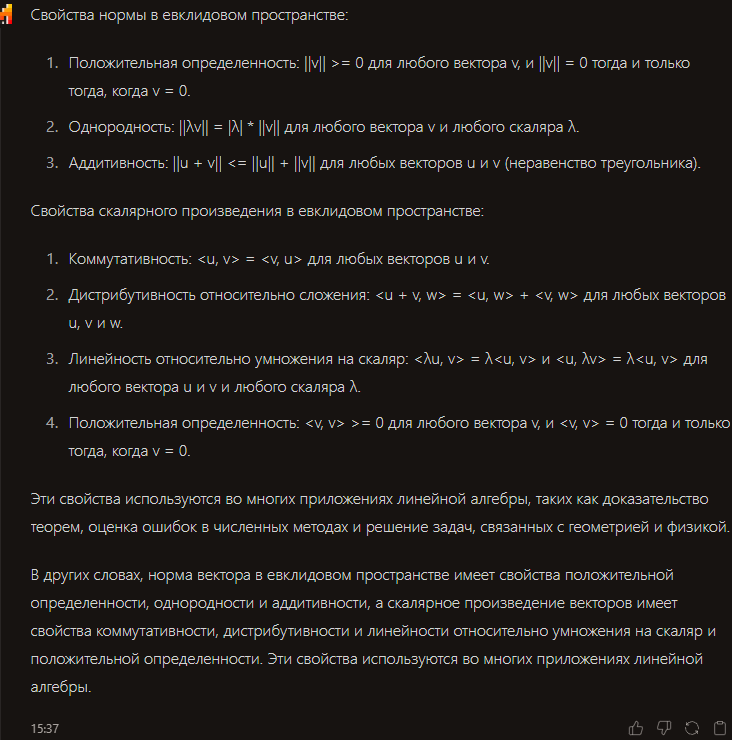 Свойства нормы в евклидовом пространстве:
1. Положительная определенность: ||v|| >= 0 для любого вектора v, и ||v|| = 0 тогда и только
тогда, когда v = 0.
2. Однородность: ||λv|| = |λ| * ||v|| для любого вектора v и любого скаляра λ.
3. Аддитивность: ||u + v|| <= ||u|| + ||v|| для любых векторов u и v (неравенство треугольника).
Свойства скалярного произведения в евклидовом пространстве:
1. Коммутативность: <u, v> = <v, u> для любых векторов u и v.
2. Дистрибутивность относительно сложения: <u + v, w> = <u, w> + <v, w> для любых векторов
u, v и w.
3. Линейность относительно умножения на скаляр: <λu, v> = λ<u, v> и <u, λv> = λ<u, v> для
любого вектора u и v и любого скаляра λ.
4. Положительная определенность: <v, v> >= 0 для любого вектора v, и <v, v> = 0 тогда и только
тогда, когда v = 0.
Эти свойства используются во многих приложениях линейной алгебры, таких как доказательство
теорем, оценка ошибок в численных методах и решение задач, связанных с геометрией и физикой.
В других словах, норма вектора в евклидовом пространстве имеет свойства положительной
определенности, однородности и аддитивности, а скалярное произведение векторов имеет
свойства коммутативности, дистрибутивности и линейности относительно умножения на скаляр и
положительной определенности. Эти свойства используются во многих приложениях линейной
алгебры.
15:37